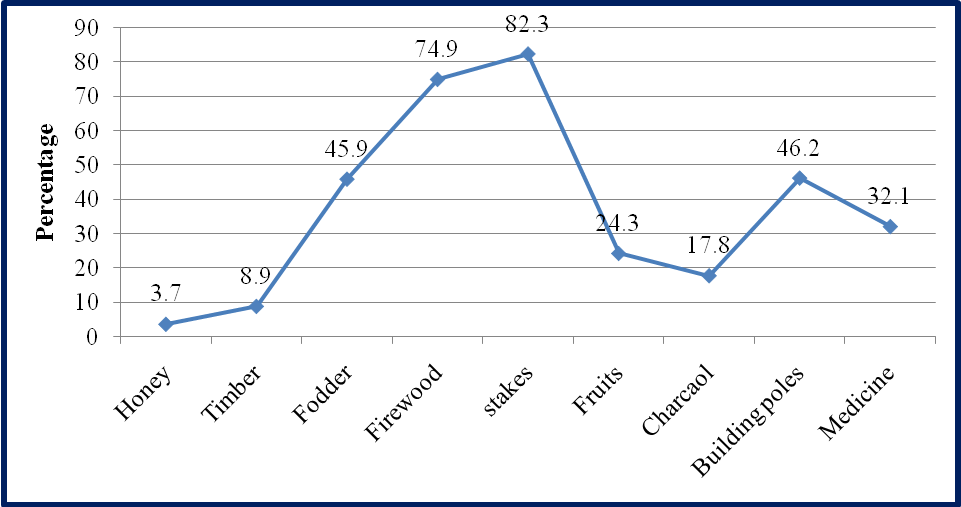 90
80
70
60
50
40
30
20
10
0
Percentage
3.7
8.9
45.9
74.9
82.3
24.3
17.8
46.2
32.1
Honey
Timber
Fodder
Firewood
stakes
Fruits
Charcaol
Building poles
Medicine